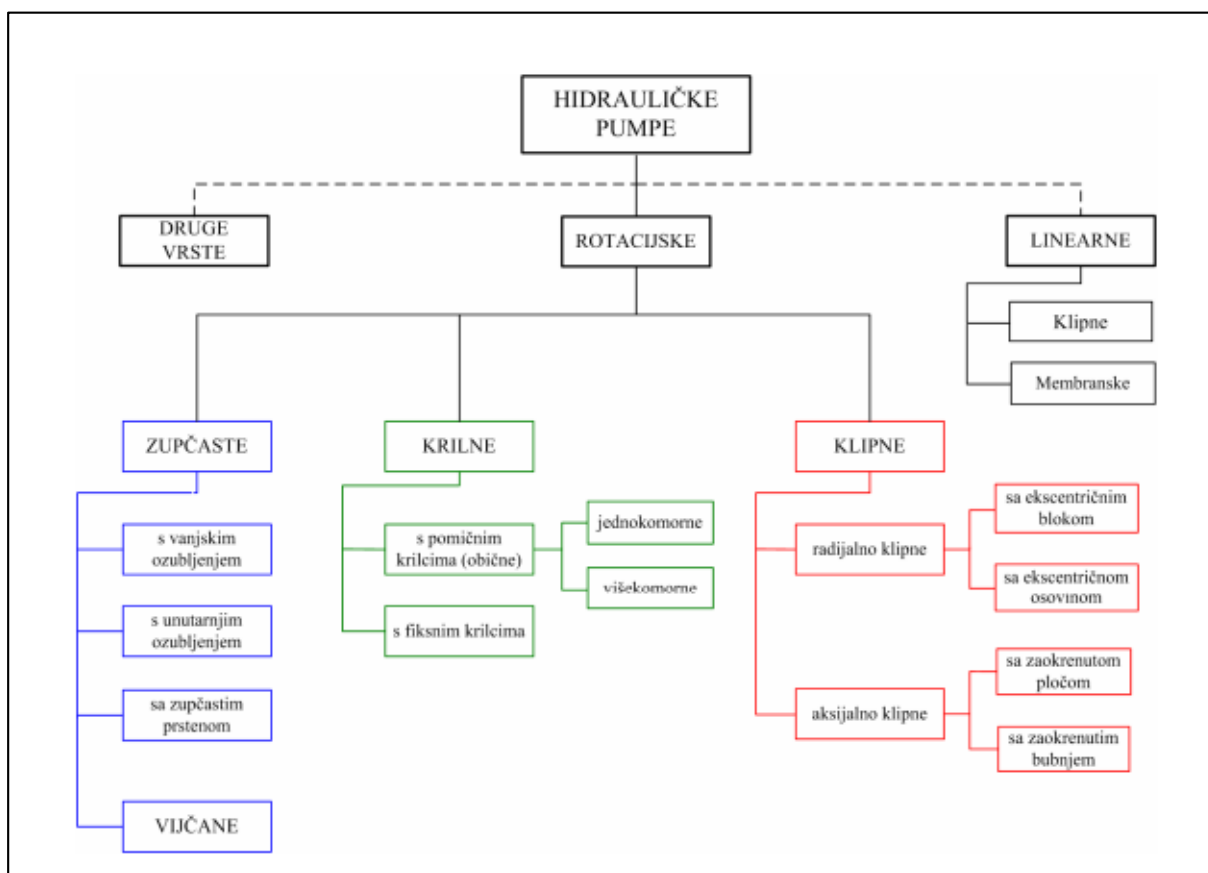 HIDRAULIČKE
PUMPE
DRUGE
VRSTE
ROTACIJSKE
LINEARNE
Klipne
Membranske
ZUPČASTE
KRILNE
KLIPNE
s vanjskim
ozubljenjem
s unutarnjim
ozubljenjem
sa zupčastim
prstenom
VIJČANE
s pomičnim
krilcima (obične)
jednokomorne
višekomorne
s fiksnim krilcima
radijalno klipne
sa ekscentričnim
blokom
sa ekscentričnom
osovinom
aksijalno klipne
sa zaokrenutom
pločom
sa zaokrenutim
bubnjem